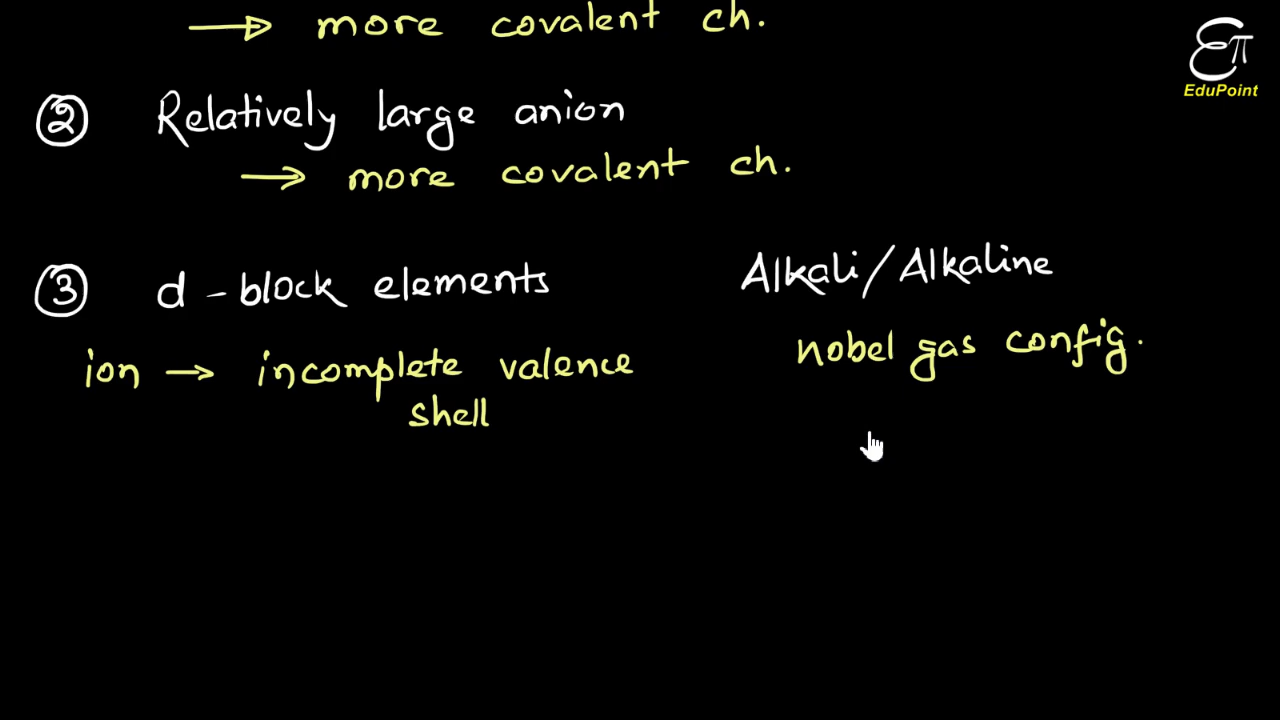 → more covalent ch.
επ
EduPoint
② Relatively large anion
→ more covalent ch.
③ d-block elements
Alkali/Alkaline
ion → incomplete valence
shell
nobel gas config.